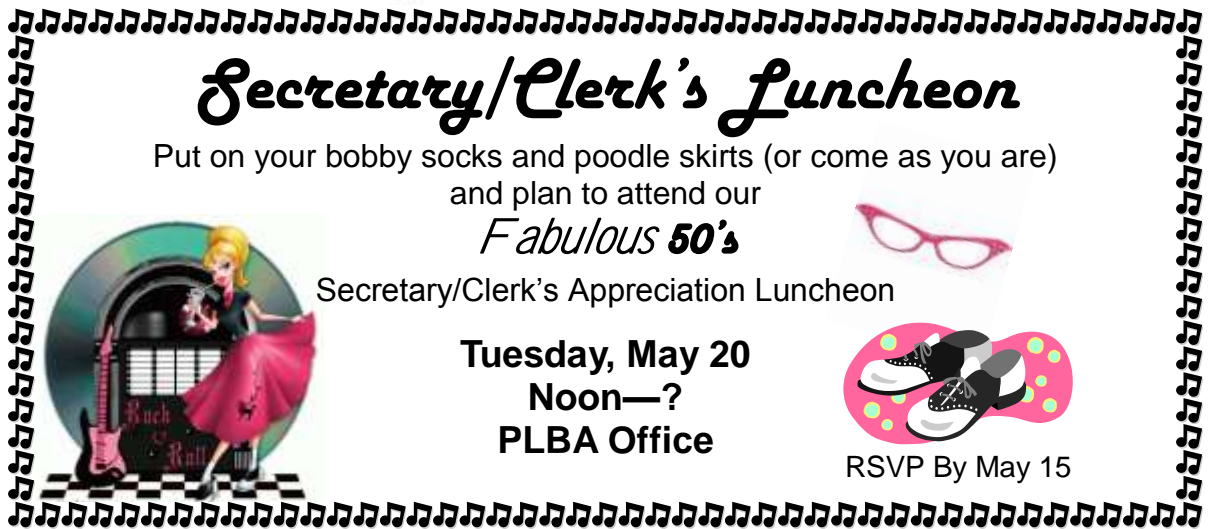 Secretary/Clerk's Luncheon
Put on your bobby socks and poodle skirts (or come as you are)
and plan to attend our
Fabulous 50's
Secretary/Clerk's Appreciation Luncheon
Tuesday, May 20
Noon—?
PLBA Office
RSVP By May 15
Rock
&
Roll